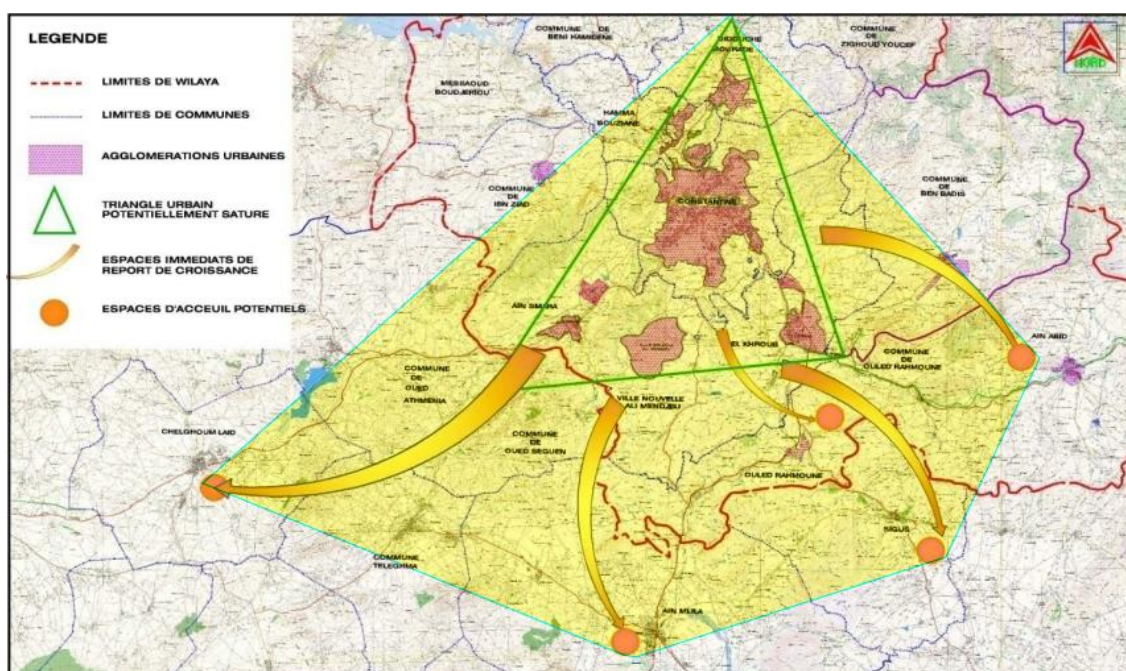 LEGENDE
LIMITES DE WILAYA
LIMITES DE COMMUNES
AGGLOMERATIONS URBAINES
TRIANGLE URBAIN
POTENTIELLEMENT SATURE
ESPACES IMMEDIATS DE
REPORT DE CROISSANCE
ESPACES D'ACCEUIL POTENTIELS
COMMUNE DE
BENI HAMIDENE
DIDOUCHE
MOURADE
COMMUNE
DE
ZIGHOUD YOUCEF
NORD
MESSAOUD
BOUDJERIOU
HAMMA
BOUZIANE
COMMUNE
DE
IBN ZIAD
COMMUNE
DE
BEN BADIS
CONSTANTINE
AIN SMARA
EL KHROUB
AIN ABID
COMMUNE
DE
OULED RAHMOUNE
COMMUNE
DE
OUED
ATHMENIA
VILLE NOUVELLE
ALI MENDJELI
CHELGHOUM LAID
COMMUNE
DE
OUED SEGUEN
OULED RAHMOUNE
SIGUS
COMMUNE
TELEGHMA
AIN MLILA